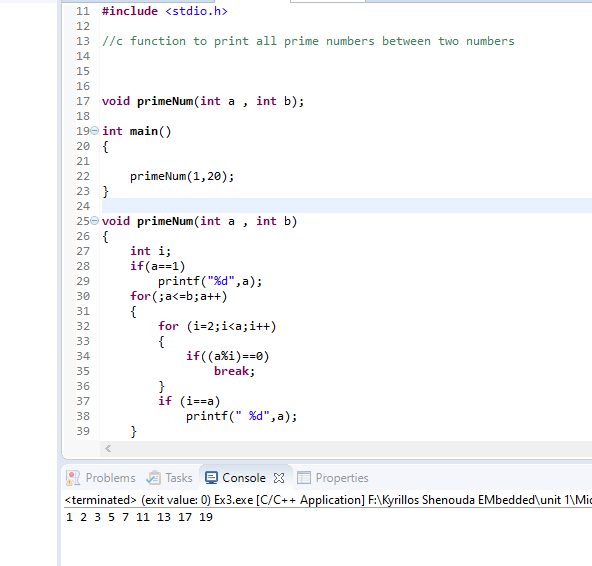 11 #include <stdio.h>
12
13 //c function to print all prime numbers between two numbers
14
15
16
17 void primeNum(int a , int b);
18
19 int main()
20 {
21
22 primeNum(1,20);
23 }
24
25 void primeNum(int a , int b)
26 {
27 int i;
28 if(a==1)
29 printf("%d",a);
30 for(;a<=b;a++)
31 {
32 for (i=2;i<a;i++)
33 {
34 if((a%i)==0)
35 break;
36 }
37 if (i==a)
38 printf(" %d",a);
39 }
Problems Tasks Console Properties
<terminated> (exit value: 0) Ex3.exe [C/C++ Application] F:\Kyrillos Shenouda EMbedded\unit 1\Mic
1 2 3 5 7 11 13 17 19